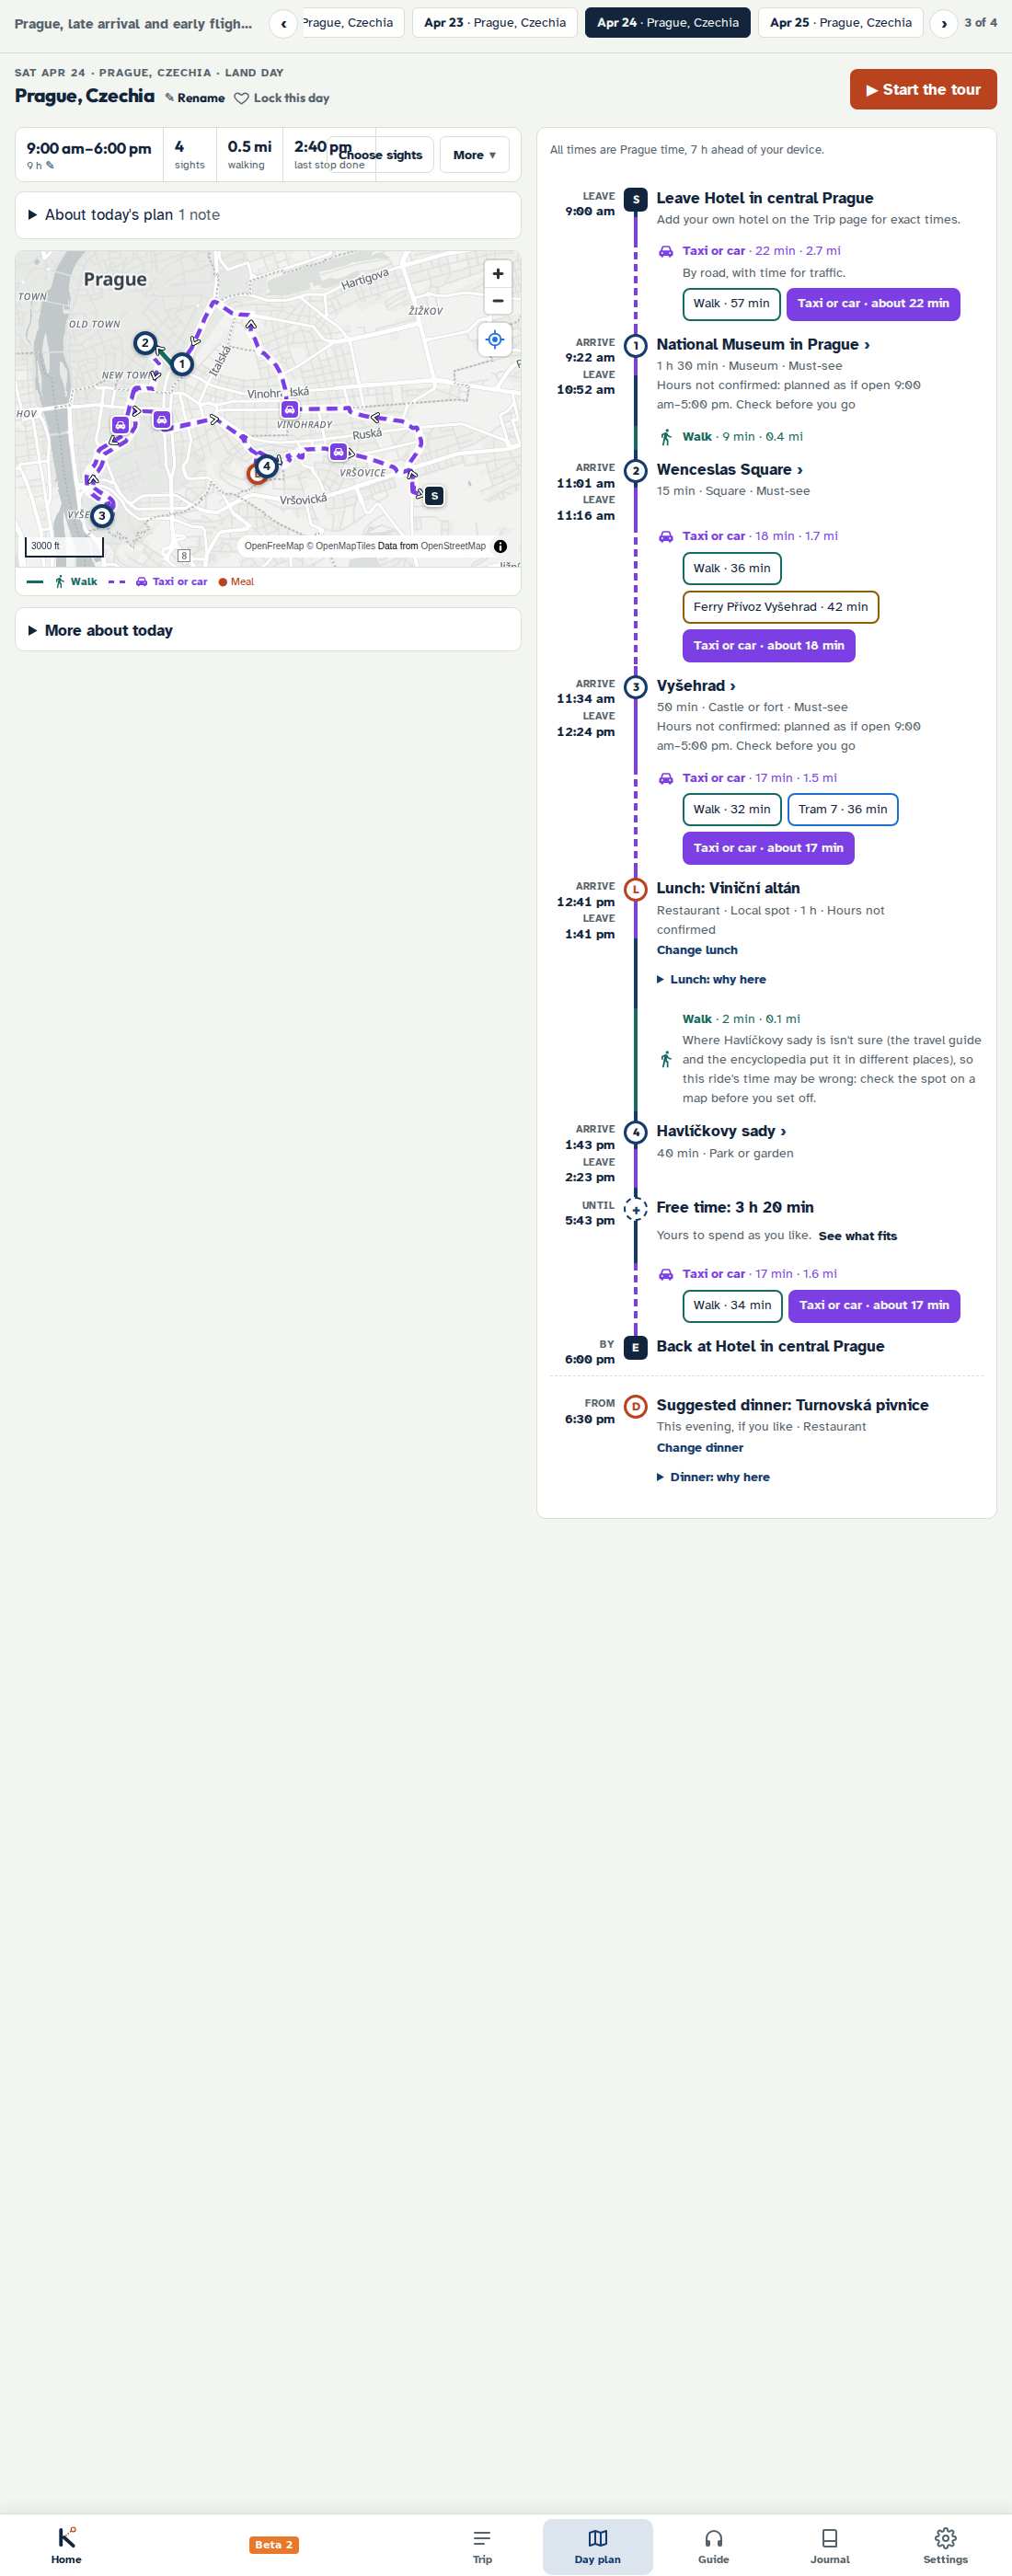 Prague, late arrival and early fligh...
‹
Prague, Czechia
Apr 23 · Prague, Czechia
Apr 24 · Prague, Czechia
Apr 25 · Prague, Czechia
›
3 of 4
SAT APR 24 · PRAGUE, CZECHIA · LAND DAY
Prague, Czechia ✎ Rename Lock this day
▶ Start the tour
9:00 am–6:00 pm
9 h ✎
4
sights
0.5 mi
walking
2:40 pm
last stop done
Choose sights
More ▾
▶ About today's plan 1 note
Prague
Hartigova
TOWN
ŽIŽKOV
OLD TOWN
Italská
NEW TOWN
HOV
VINOHRADY
Ruská
VRŠOVICE
Vršovická
1
2
3
4
S
+
−
3000 ft
8
OpenFreeMap © OpenMapTiles Data from OpenStreetMap
Walk
Taxi or car
Meal
▶ More about today
All times are Prague time, 7 h ahead of your device.
LEAVE
9:00 am
S
Leave Hotel in central Prague
Add your own hotel on the Trip page for exact times.
Taxi or car · 22 min · 2.7 mi
By road, with time for traffic.
Walk · 57 min
Taxi or car · about 22 min
ARRIVE
9:22 am
LEAVE
10:52 am
1
National Museum in Prague ›
1 h 30 min · Museum · Must-see
Hours not confirmed: planned as if open 9:00
am–5:00 pm. Check before you go
Walk · 9 min · 0.4 mi
ARRIVE
11:01 am
LEAVE
11:16 am
2
Wenceslas Square ›
15 min · Square · Must-see
Taxi or car · 18 min · 1.7 mi
Walk · 36 min
Ferry Přívoz Vyšehrad · 42 min
Taxi or car · about 18 min
ARRIVE
11:34 am
LEAVE
12:24 pm
3
Vyšehrad ›
50 min · Castle or fort · Must-see
Hours not confirmed: planned as if open 9:00
am–5:00 pm. Check before you go
Taxi or car · 17 min · 1.5 mi
Walk · 32 min
Tram 7 · 36 min
Taxi or car · about 17 min
ARRIVE
12:41 pm
LEAVE
1:41 pm
L
Lunch: Viniční altán
Restaurant · Local spot · 1 h · Hours not
confirmed
Change lunch
▶ Lunch: why here
Walk · 2 min · 0.1 mi
Where Havlíčkovy sady is isn't sure (the travel guide
and the encyclopedia put it in different places), so
this ride's time may be wrong: check the spot on a
map before you set off.
ARRIVE
1:43 pm
LEAVE
2:23 pm
4
Havlíčkovy sady ›
40 min · Park or garden
UNTIL
5:43 pm
+
Free time: 3 h 20 min
Yours to spend as you like. See what fits
Taxi or car · 17 min · 1.6 mi
Walk · 34 min
Taxi or car · about 17 min
BY
6:00 pm
E
Back at Hotel in central Prague
FROM
6:30 pm
D
Suggested dinner: Turnovská pivnice
This evening, if you like · Restaurant
Change dinner
▶ Dinner: why here
Home
Beta 2
Trip
Day plan
Guide
Journal
Settings